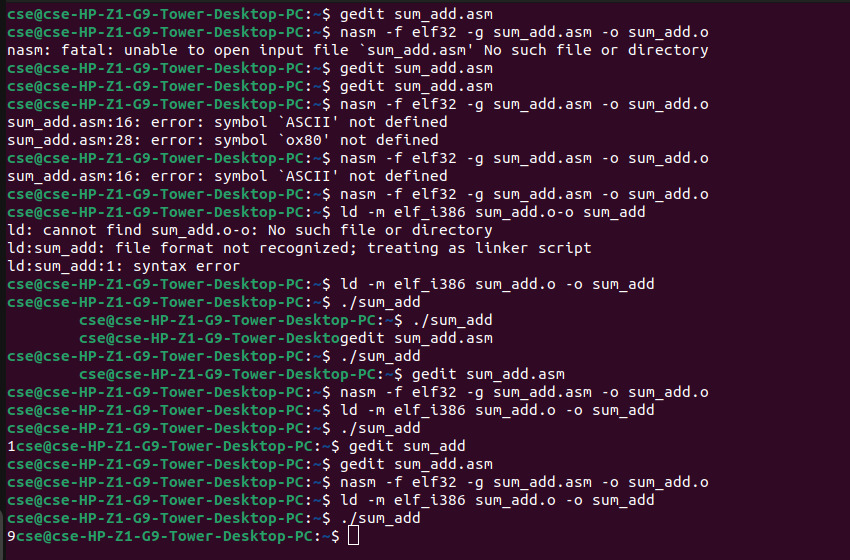 cse@cse-HP-Z1-G9-Tower-Desktop-PC:~$ gedit sum_add.asm
cse@cse-HP-Z1-G9-Tower-Desktop-PC:~$ nasm -f elf32 -g sum_add.asm -o sum_add.o
nasm: fatal: unable to open input file `sum_add.asm' No such file or directory
cse@cse-HP-Z1-G9-Tower-Desktop-PC:~$ gedit sum_add.asm
cse@cse-HP-Z1-G9-Tower-Desktop-PC:~$ gedit sum_add.asm
cse@cse-HP-Z1-G9-Tower-Desktop-PC:~$ nasm -f elf32 -g sum_add.asm -o sum_add.o
sum_add.asm:16: error: symbol `ASCII' not defined
sum_add.asm:28: error: symbol `ox80' not defined
cse@cse-HP-Z1-G9-Tower-Desktop-PC:~$ nasm -f elf32 -g sum_add.asm -o sum_add.o
sum_add.asm:16: error: symbol `ASCII' not defined
cse@cse-HP-Z1-G9-Tower-Desktop-PC:~$ nasm -f elf32 -g sum_add.asm -o sum_add.o
cse@cse-HP-Z1-G9-Tower-Desktop-PC:~$ ld -m elf_i386 sum_add.o-o sum_add
ld: cannot find sum_add.o-o: No such file or directory
ld:sum_add: file format not recognized; treating as linker script
ld:sum_add:1: syntax error
cse@cse-HP-Z1-G9-Tower-Desktop-PC:~$ ld -m elf_i386 sum_add.o -o sum_add
cse@cse-HP-Z1-G9-Tower-Desktop-PC:~$ ./sum_add
cse@cse-HP-Z1-G9-Tower-Desktop-PC:~$ ./sum_add
cse@cse-HP-Z1-G9-Tower-Desktogedit sum_add.asm
cse@cse-HP-Z1-G9-Tower-Desktop-PC:~$ ./sum_add
cse@cse-HP-Z1-G9-Tower-Desktop-PC:~$ gedit sum_add.asm
cse@cse-HP-Z1-G9-Tower-Desktop-PC:~$ nasm -f elf32 -g sum_add.asm -o sum_add.o
cse@cse-HP-Z1-G9-Tower-Desktop-PC:~$ ld -m elf_i386 sum_add.o -o sum_add
cse@cse-HP-Z1-G9-Tower-Desktop-PC:~$ ./sum_add
1cse@cse-HP-Z1-G9-Tower-Desktop-PC:~$ gedit sum_add
cse@cse-HP-Z1-G9-Tower-Desktop-PC:~$ gedit sum_add.asm
cse@cse-HP-Z1-G9-Tower-Desktop-PC:~$ nasm -f elf32 -g sum_add.asm -o sum_add.o
cse@cse-HP-Z1-G9-Tower-Desktop-PC:~$ ld -m elf_i386 sum_add.o -o sum_add
cse@cse-HP-Z1-G9-Tower-Desktop-PC:~$ ./sum_add
9cse@cse-HP-Z1-G9-Tower-Desktop-PC:~$